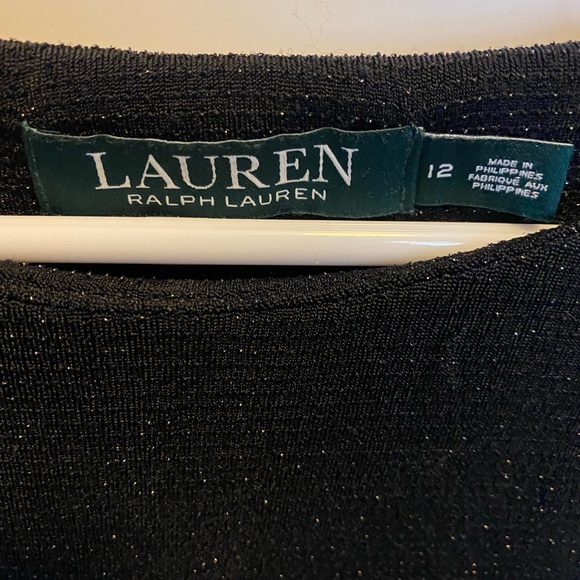 LAUREN
RALPH LAUREN
12
MADE IN
PHILIPPINES
FABRIQUÉ AUX
PHILIPPINES